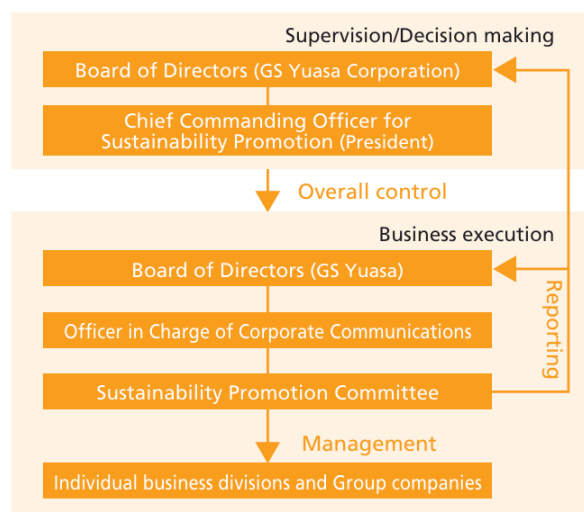 Supervision/Decision making
Board of Directors (GS Yuasa Corporation)
Chief Commanding Officer for
Sustainability Promotion (President)
Overall control
Business execution
Board of Directors (GS Yuasa)
Officer in Charge of Corporate Communications
Sustainability Promotion Committee
Reporting
Management
Individual business divisions and Group companies